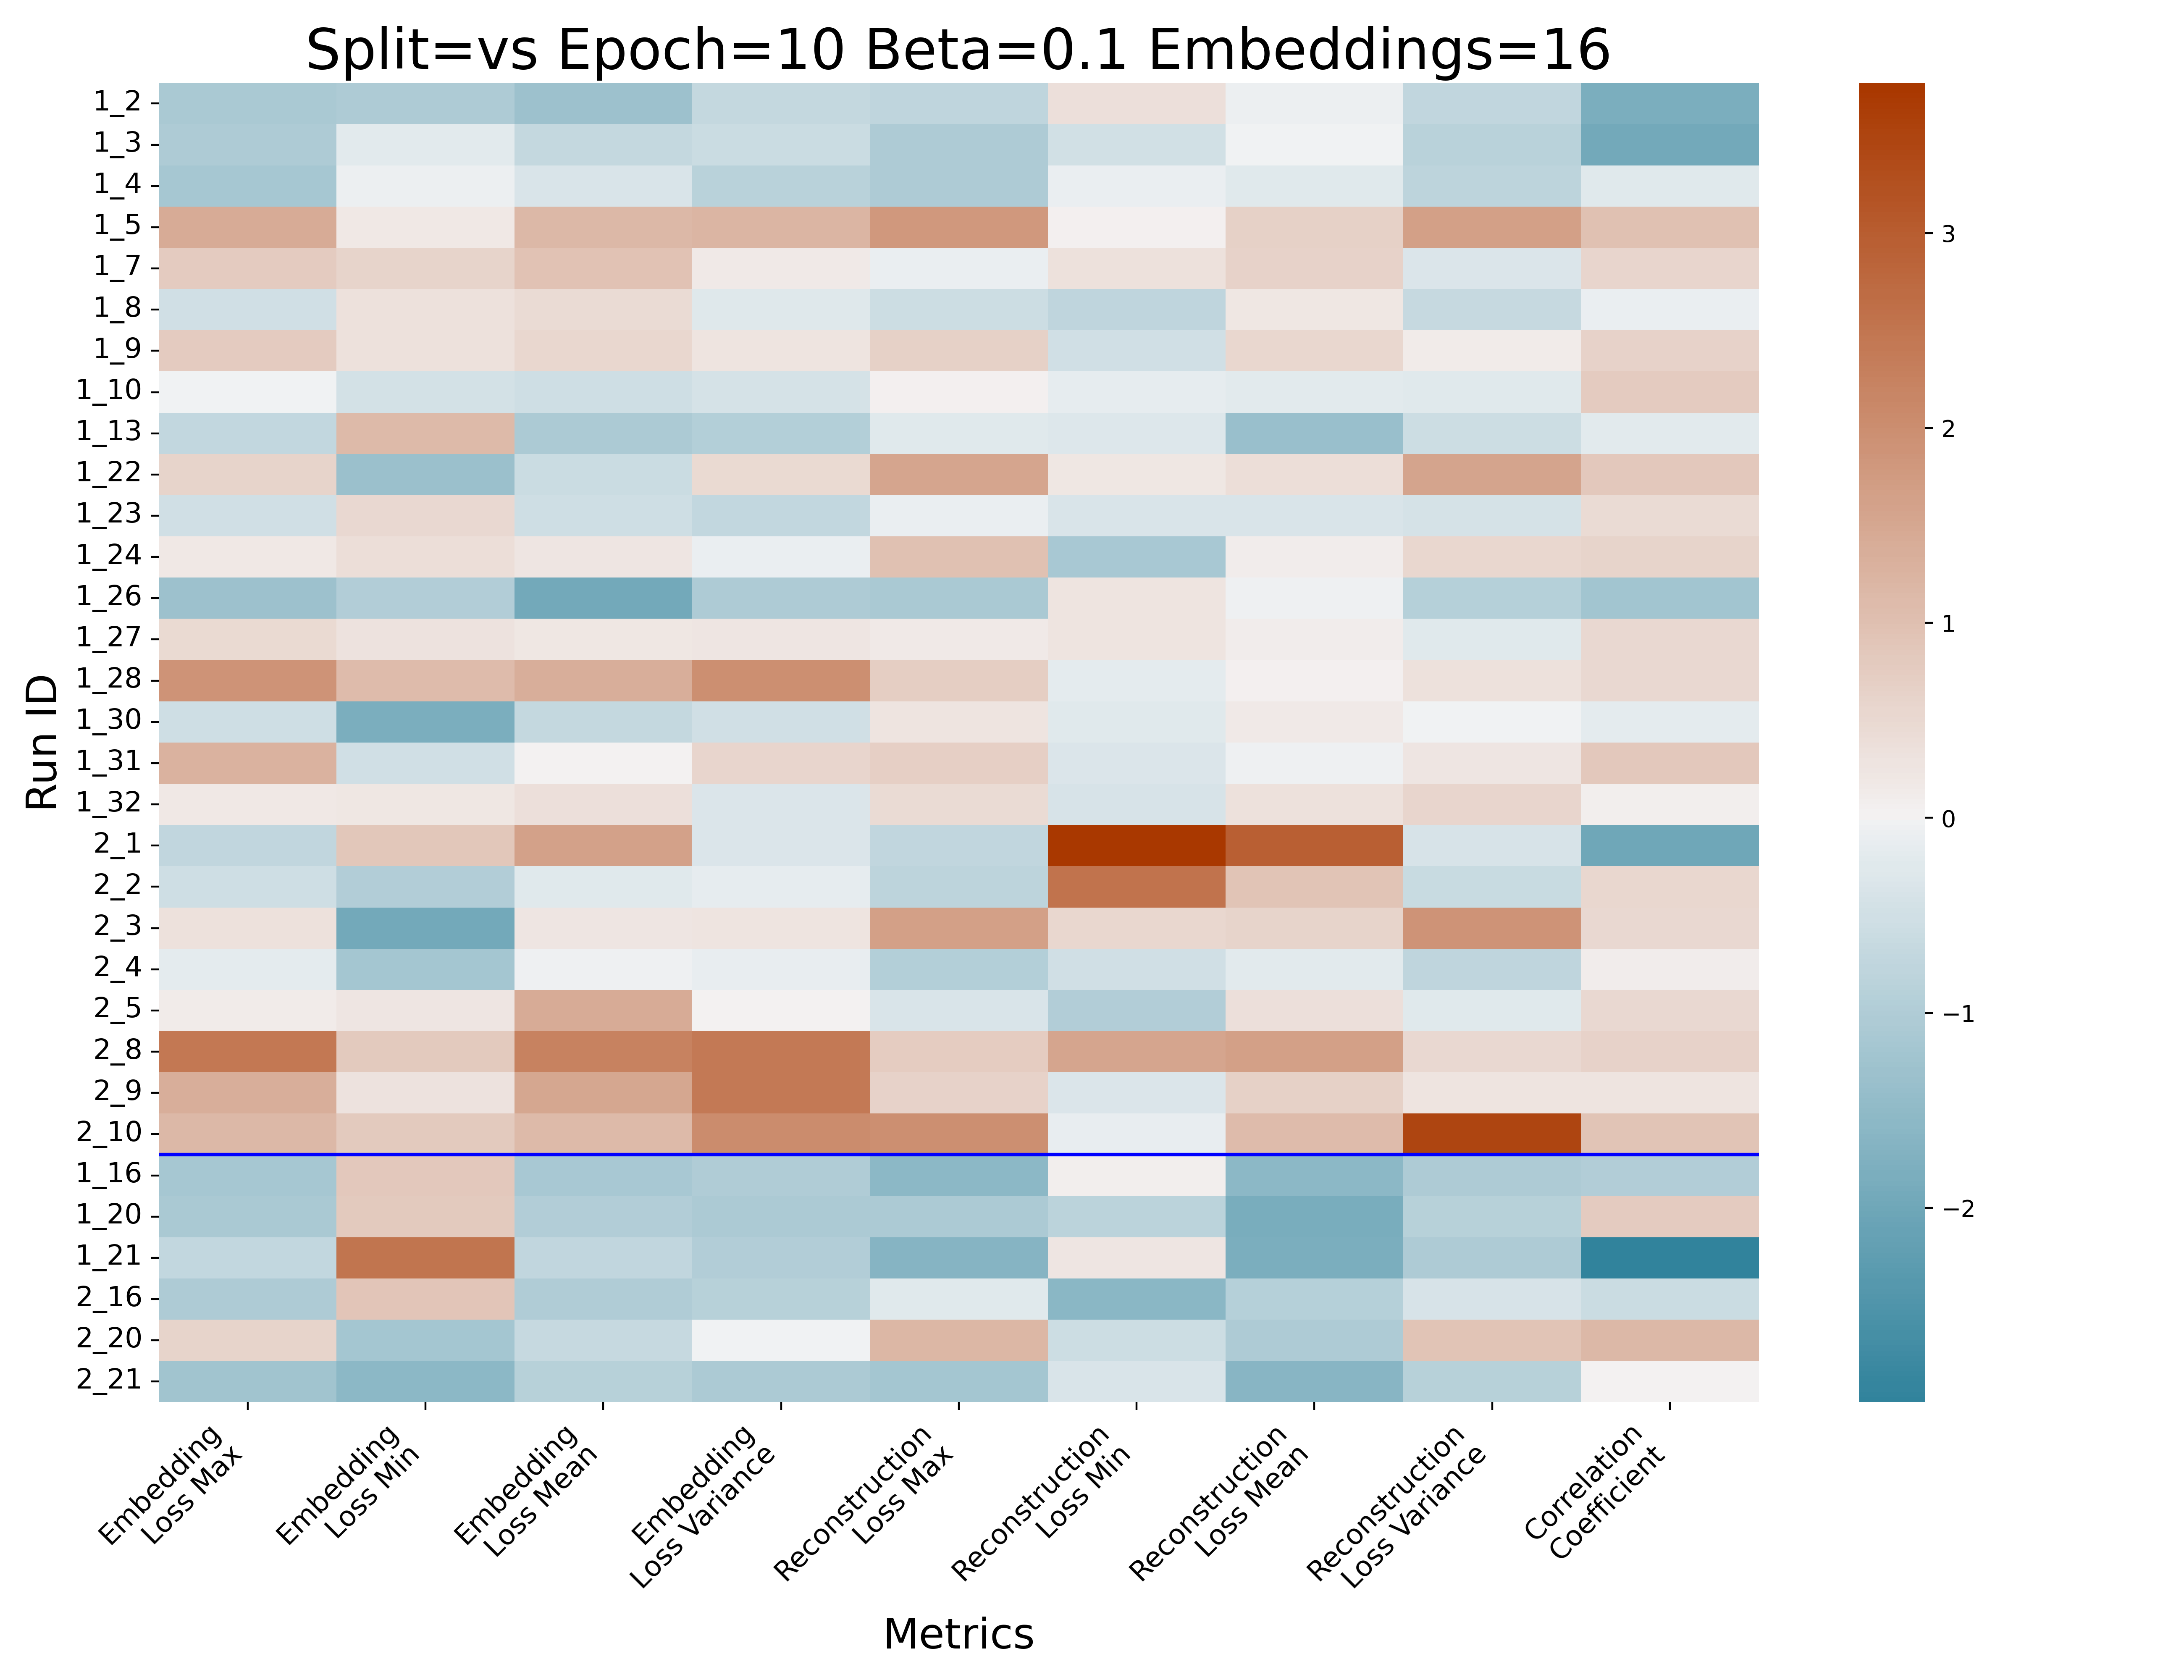 Split=vs Epoch=10 Beta=0.1 Embeddings=16
Run ID
1_2
1_3
1_4
1_5
1_7
1_8
1_9
1_10
1_13
1_22
1_23
1_24
1_26
1_27
1_28
1_30
1_31
1_32
2_1
2_2
2_3
2_4
2_5
2_8
2_9
2_10
1_16
1_20
1_21
2_16
2_20
2_21
Embedding
Loss Max
Embedding
Loss Min
Embedding
Loss Mean
Embedding
Loss Variance
Reconstruction
Loss Max
Reconstruction
Loss Min
Reconstruction
Loss Mean
Reconstruction
Loss Variance
Correlation
Coefficient
Metrics
3
2
1
0
−1
−2